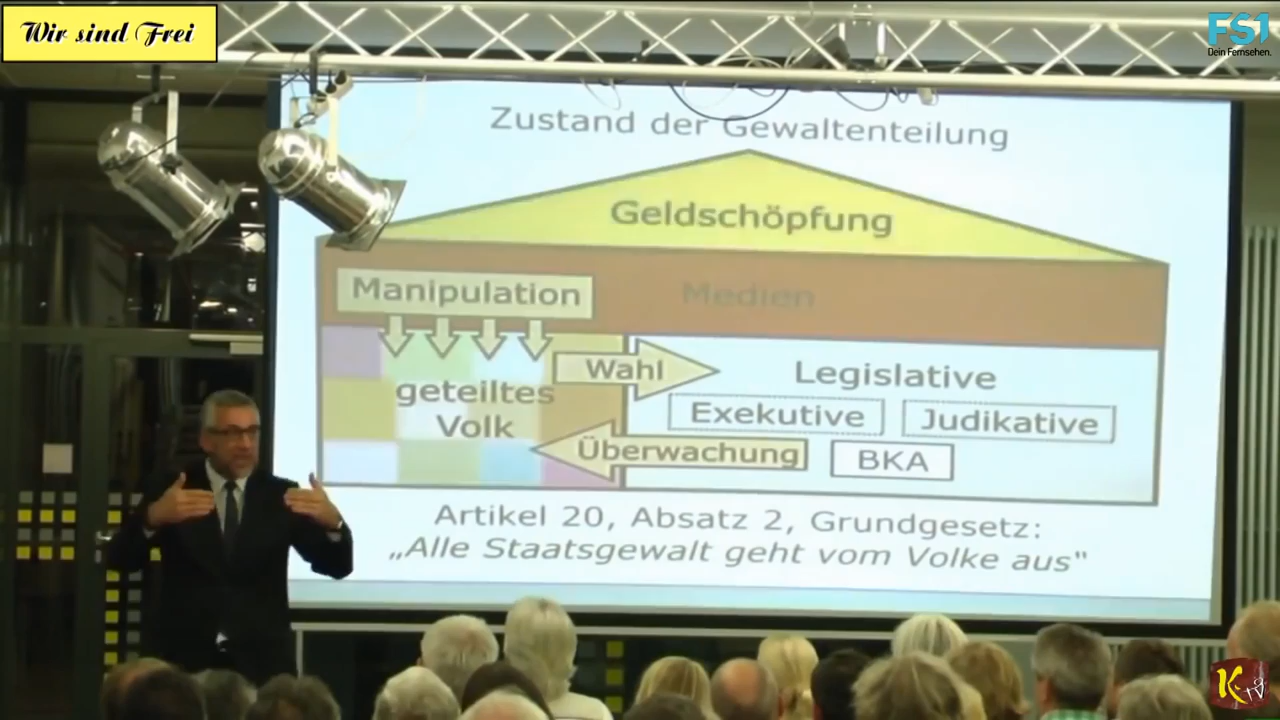 Wir sind Frei
FS1
Dein Fernsehen.
Zustand der Gewaltenteilung
Geldschöpfung
Manipulation
Medien
Wahl
Legislative
geteiltes
Volk
Exekutive
Judikative
Überwachung
BKA
Artikel 20, Absatz 2, Grundgesetz:
„Alle Staatsgewalt geht vom Volke aus"